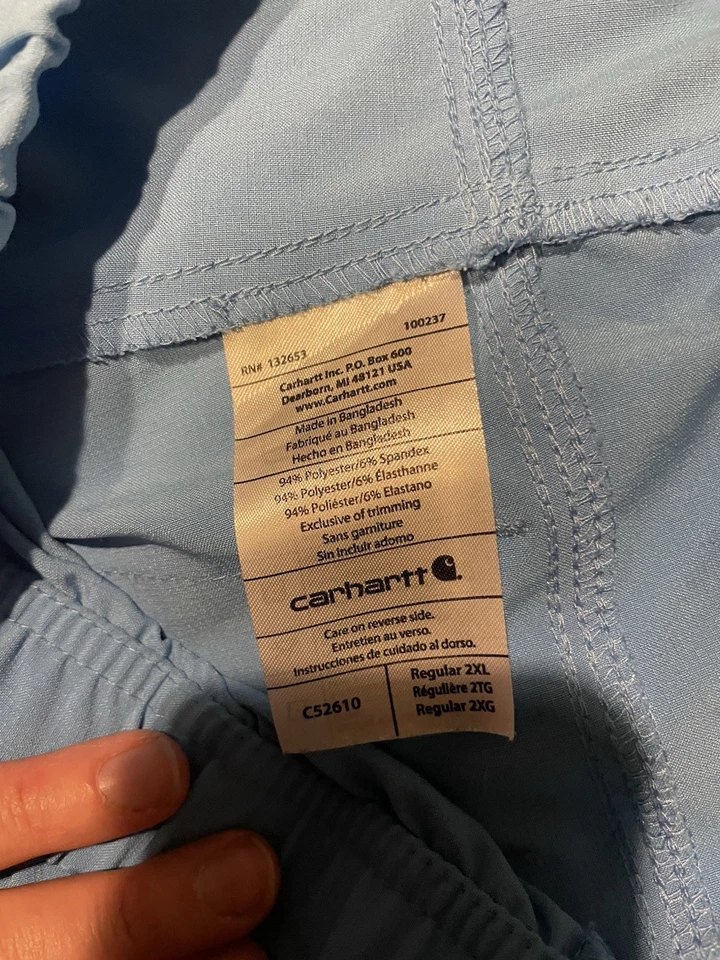 RN# 132653 100237
Carhartt Inc. P.O. Box 600
Dearborn, MI 48121 USA
www.Carhartt.com
Made in Bangladesh
Fabriqué au Bangladesh
Hecho en Bangladesh
94% Polyester/6% Spandex
94% Polyester/6% Élasthanne
94% Poliéster/6% Elastano
Exclusive of trimming
Sans garniture
Sin incluir adorno
carhartt
Care on reverse side.
Entretien au verso.
Instrucciones de cuidado al dorso.
C52610
Regular 2XL
Régulière 2TG
Regular 2XG